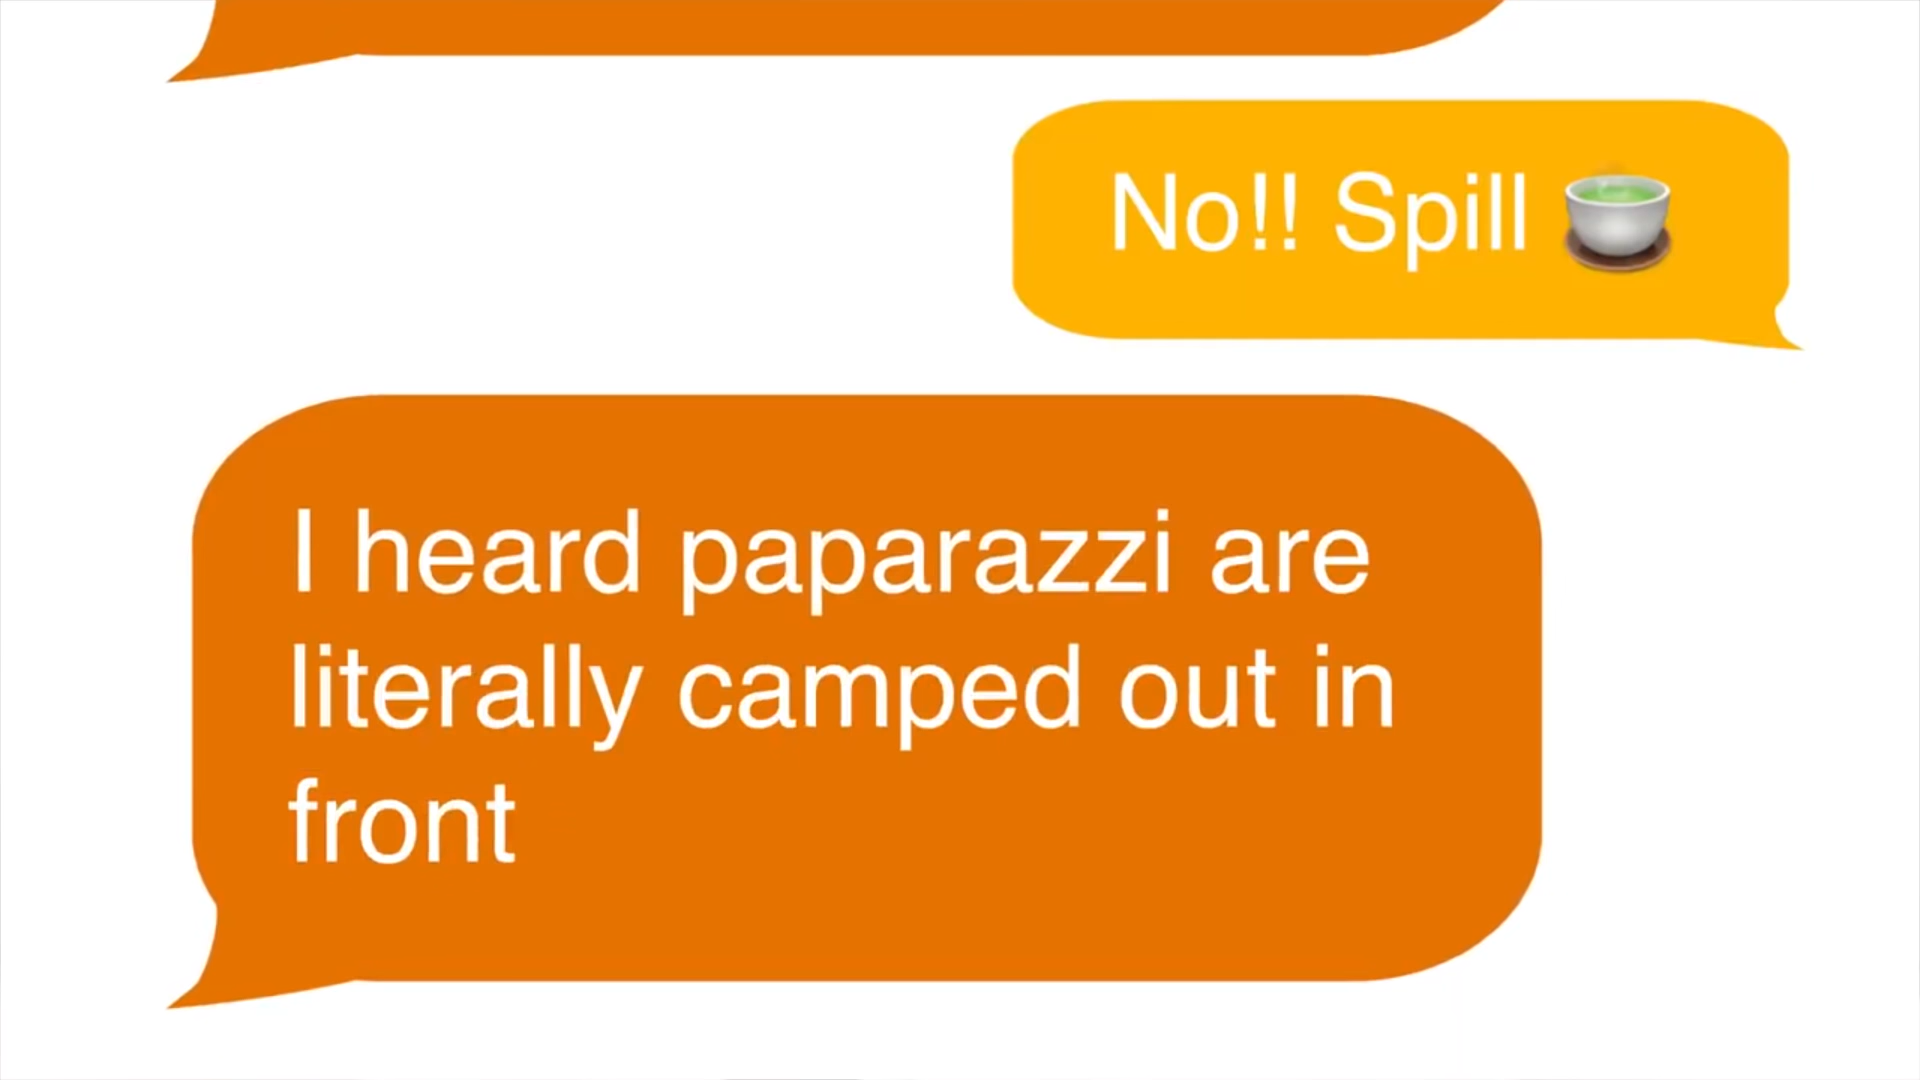 No!! Spill 🍵
I heard paparazzi are
literally camped out in
front